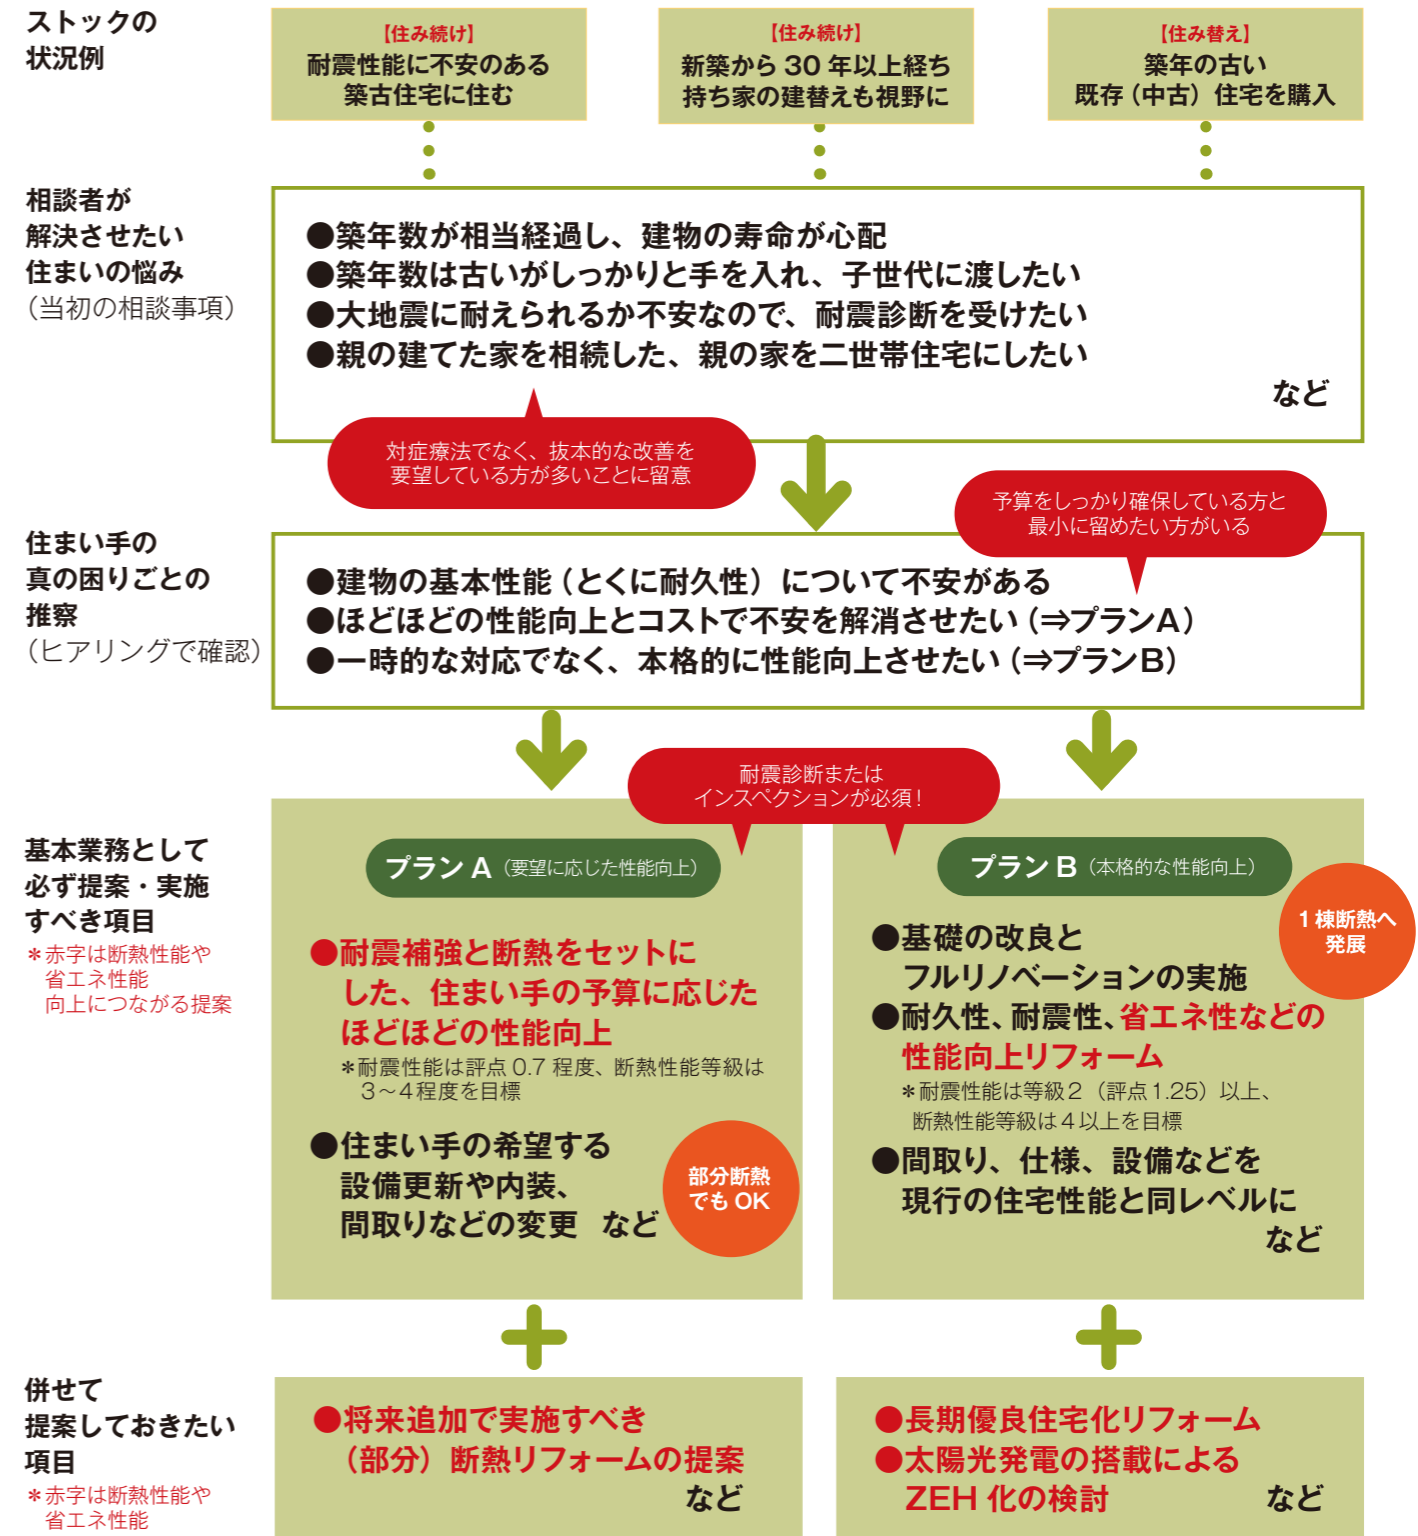 ストックの
状況例
【住み続け】
耐震性能に不安のある
築古住宅に住む
【住み続け】
新築から 30 年以上経ち
持ち家の建替えも視野に
【住み替え】
築年の古い
既存（中古）住宅を購入
相談者が
解決させたい
住まいの悩み
（当初の相談事項）
●築年数が相当経過し、建物の寿命が心配
●築年数は古いがしっかりと手を入れ、子世代に渡したい
●大地震に耐えられるか不安なので、耐震診断を受けたい
●親の建てた家を相続した、親の家を二世帯住宅にしたい
など
対症療法でなく、抜本的な改善を
要望している方が多いことに留意
予算をしっかり確保している方と
最小に留めたい方がいる
住まい手の
真の困りごとの
推察
（ヒアリングで確認）
●建物の基本性能（とくに耐久性）について不安がある
●ほどほどの性能向上とコストで不安を解消させたい（⇒プランA）
●一時的な対応でなく、本格的に性能向上させたい（⇒プランB）
耐震診断または
インスペクションが必須！
基本業務として
必ず提案・実施
すべき項目
＊赤字は断熱性能や
省エネ性能
向上につながる提案
プラン A（要望に応じた性能向上）
●耐震補強と断熱をセットに
した、住まい手の予算に応じた
ほどほどの性能向上
＊耐震性能は評点 0.7 程度、断熱性能等級は
３～４程度を目標
●住まい手の希望する
設備更新や内装、
間取りなどの変更　など
部分断熱
でも OK
プラン B（本格的な性能向上）
1 棟断熱へ
発展
●基礎の改良と
フルリノベーションの実施
●耐久性、耐震性、省エネ性などの
性能向上リフォーム
＊耐震性能は等級２（評点1.25）以上、
断熱性能等級は４以上を目標
●間取り、仕様、設備などを
現行の住宅性能と同レベルに
など
併せて
提案しておきたい
項目
＊赤字は断熱性能や
省エネ性能
●将来追加で実施すべき
（部分）断熱リフォームの提案
など
●長期優良住宅化リフォーム
●太陽光発電の搭載による
ZEH 化の検討
など